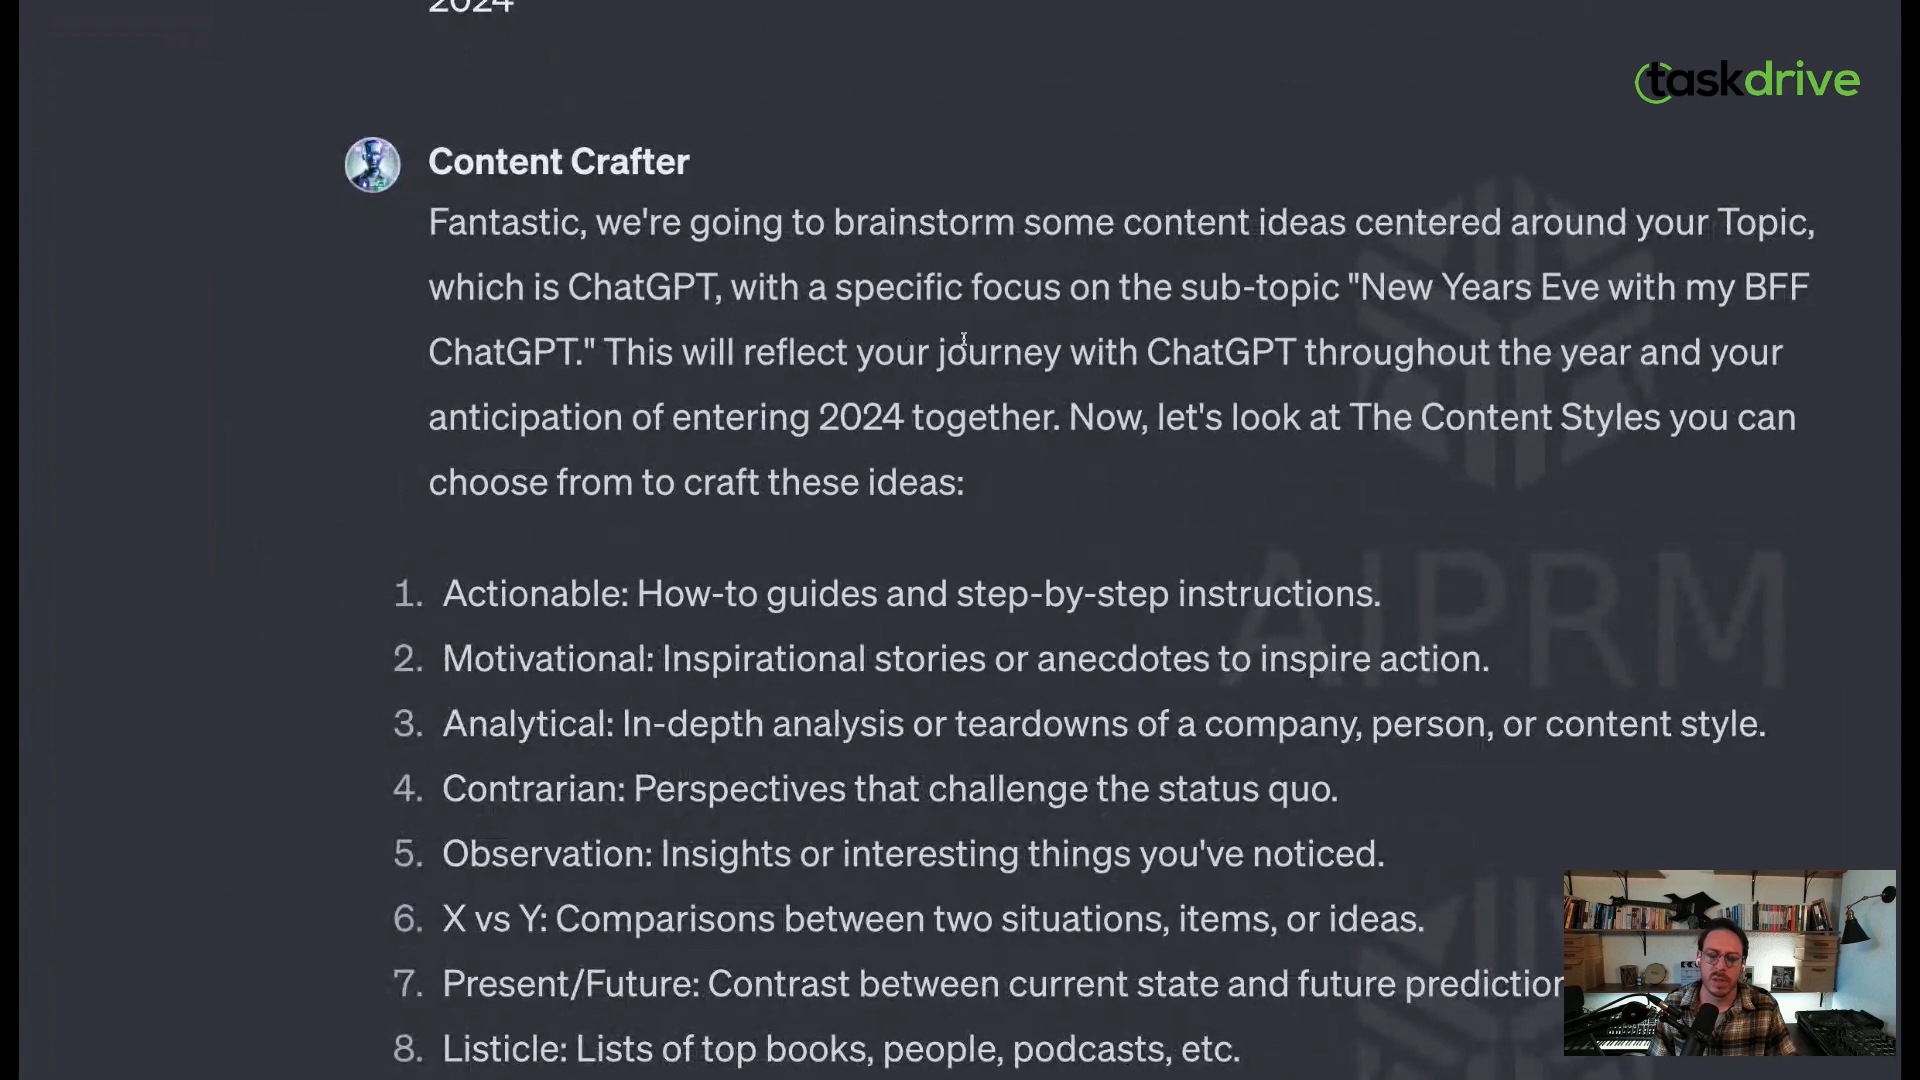 2024
taskdrive
Content Crafter
Fantastic, we're going to brainstorm some content ideas centered around your Topic,
which is ChatGPT, with a specific focus on the sub-topic "New Years Eve with my BFF
ChatGPT." This will reflect your journey with ChatGPT throughout the year and your
anticipation of entering 2024 together. Now, let's look at The Content Styles you can
choose from to craft these ideas:
1. Actionable: How-to guides and step-by-step instructions.
2. Motivational: Inspirational stories or anecdotes to inspire action.
AIPRM
3. Analytical: In-depth analysis or teardowns of a company, person, or content style.
4. Contrarian: Perspectives that challenge the status quo.
5. Observation: Insights or interesting things you've noticed.
6. X vs Y: Comparisons between two situations, items, or ideas.
7. Present/Future: Contrast between current state and future prediction
8. Listicle: Lists of top books, people, podcasts, etc.